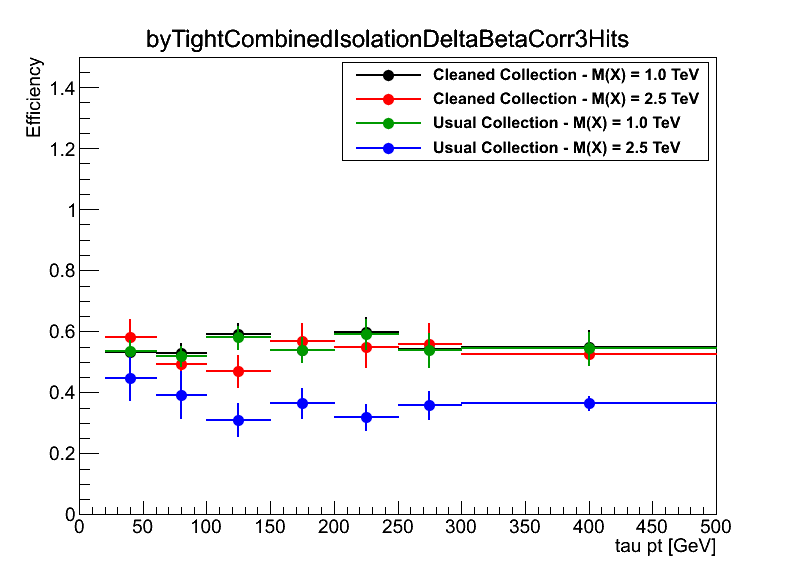 byTightCombinedIsolationDeltaBetaCorr3Hits
Efficiency
Cleaned Collection - M(X) = 1.0 TeV
Cleaned Collection - M(X) = 2.5 TeV
Usual Collection - M(X) = 1.0 TeV
Usual Collection - M(X) = 2.5 TeV
1.4
1.2
1
0.8
0.6
0.4
0.2
0
0 50 100 150 200 250 300 350 400 450 500
tau pt [GeV]